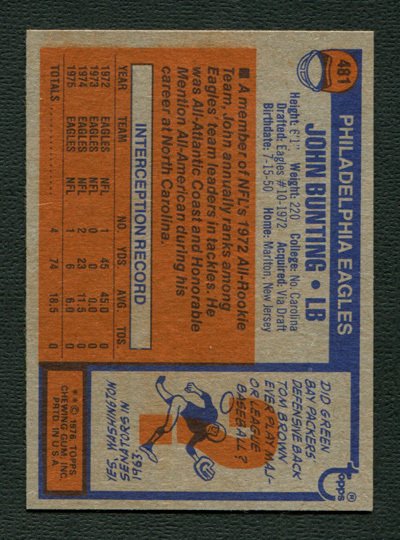 481
PHILADELPHIA EAGLES
JOHN BUNTING • LB
Height: 6'1" Weight: 220 College: No. Carolina
Drafted: Eagles #10-1972 Acquired: Via Draft
Birthdate: 7-15-50 Home: Marlton, New Jersey
A member of NFL's 1972 All-Rookie
Team, John annually ranks among
Eagles' team leaders in tackles. He
was All-Atlantic Coast and Honorable
Mention All-American during his
career at North Carolina.
INTERCEPTION RECORD
YEAR TEAM NO. YDS AVG. TDS.
1972 EAGLES NFL 1 45 45.0
1973 EAGLES NFL 0 0 0.0 0
1974 EAGLES NFL 2 23 11.5 0
1975 EAGLES NFL 1 6 6.0 0
TOTALS 4 74 18.5 0
topps®
DID GREEN
BAY PACKERS
DEFENSIVE BACK
TOM BROWN
EVER PLAY MAJ-
OR LEAGUE
BASEBALL?
YES WASHINGTON
SENATORS IN
1963
★★© 1976, TOPPS
CHEWING GUM, INC.
PRTD. IN U.S.A.